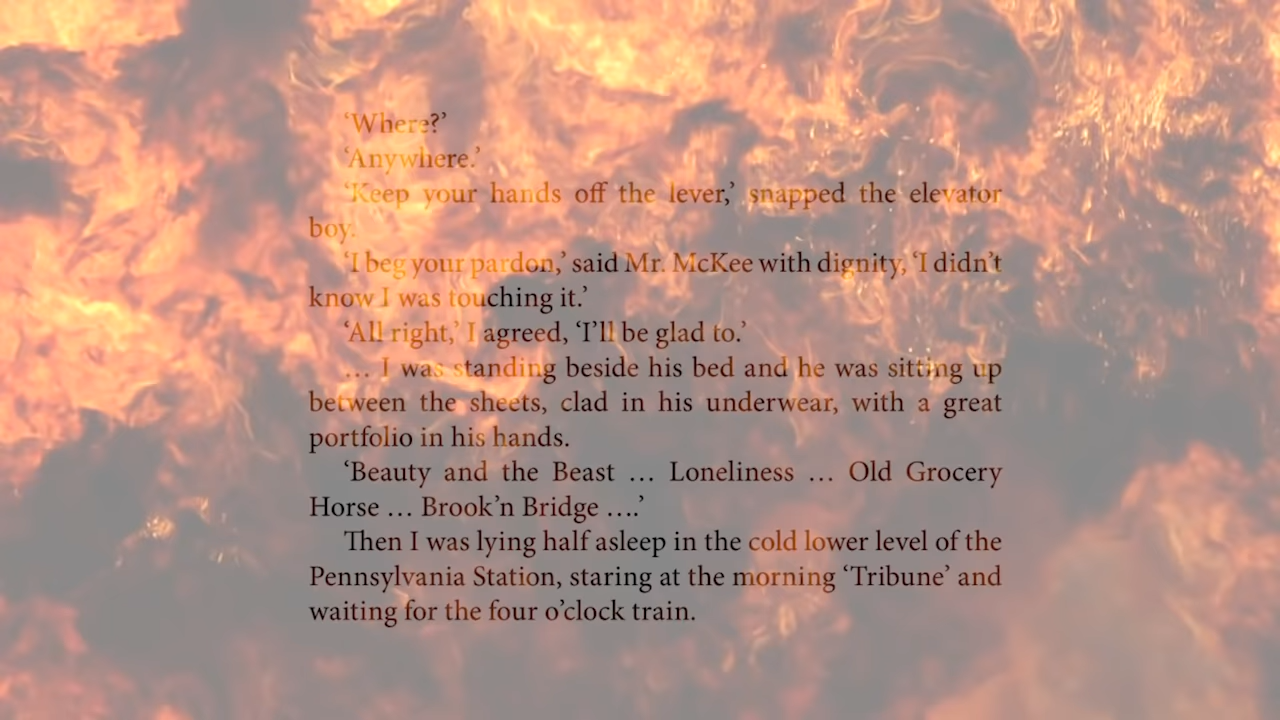 ‘Where?’
‘Anywhere.’
‘Keep your hands off the lever,’ snapped the elevator
boy.
‘I beg your pardon,’ said Mr. McKee with dignity, ‘I didn’t
know I was touching it.’
‘All right,’ I agreed, ‘I’ll be glad to.’
… I was standing beside his bed and he was sitting up
between the sheets, clad in his underwear, with a great
portfolio in his hands.
‘Beauty and the Beast … Loneliness … Old Grocery
Horse … Brook’n Bridge ….’
Then I was lying half asleep in the cold lower level of the
Pennsylvania Station, staring at the morning ‘Tribune’ and
waiting for the four o’clock train.